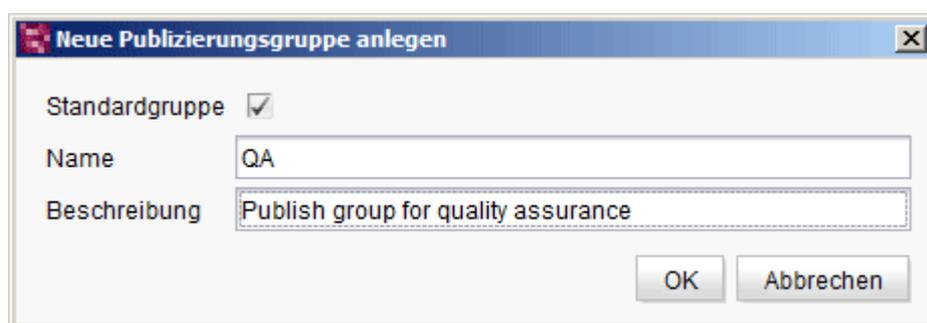 Neue Publizierungsgruppe anlegen
Standardgruppe
Name QA
Beschreibung Publish group for quality assurance
OK Abbrechen